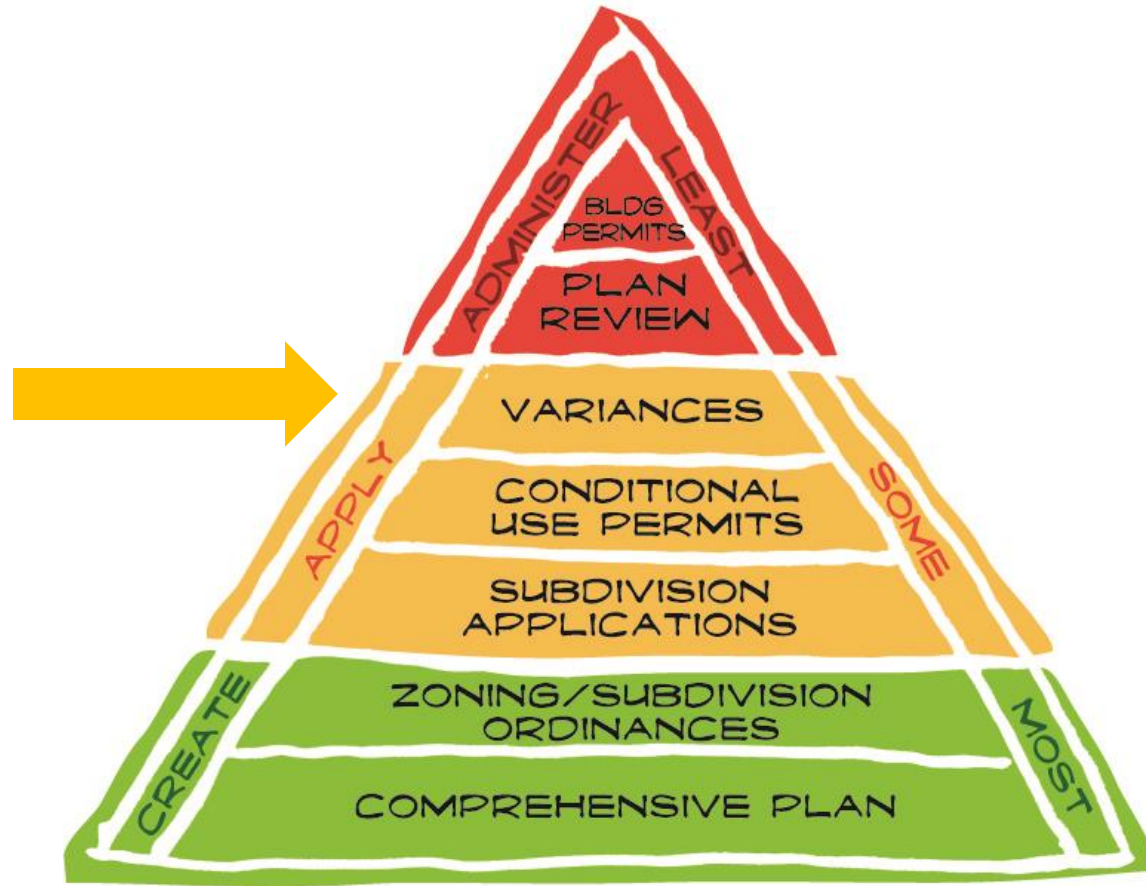 ADMINISTER
LEAST
BLDG
PERMITS
PLAN
REVIEW
APPLY
SOME
VARIANCES
CONDITIONAL
USE PERMITS
SUBDIVISION
APPLICATIONS
CREATE
MOST
ZONING/SUBDIVISION
ORDINANCES
COMPREHENSIVE PLAN